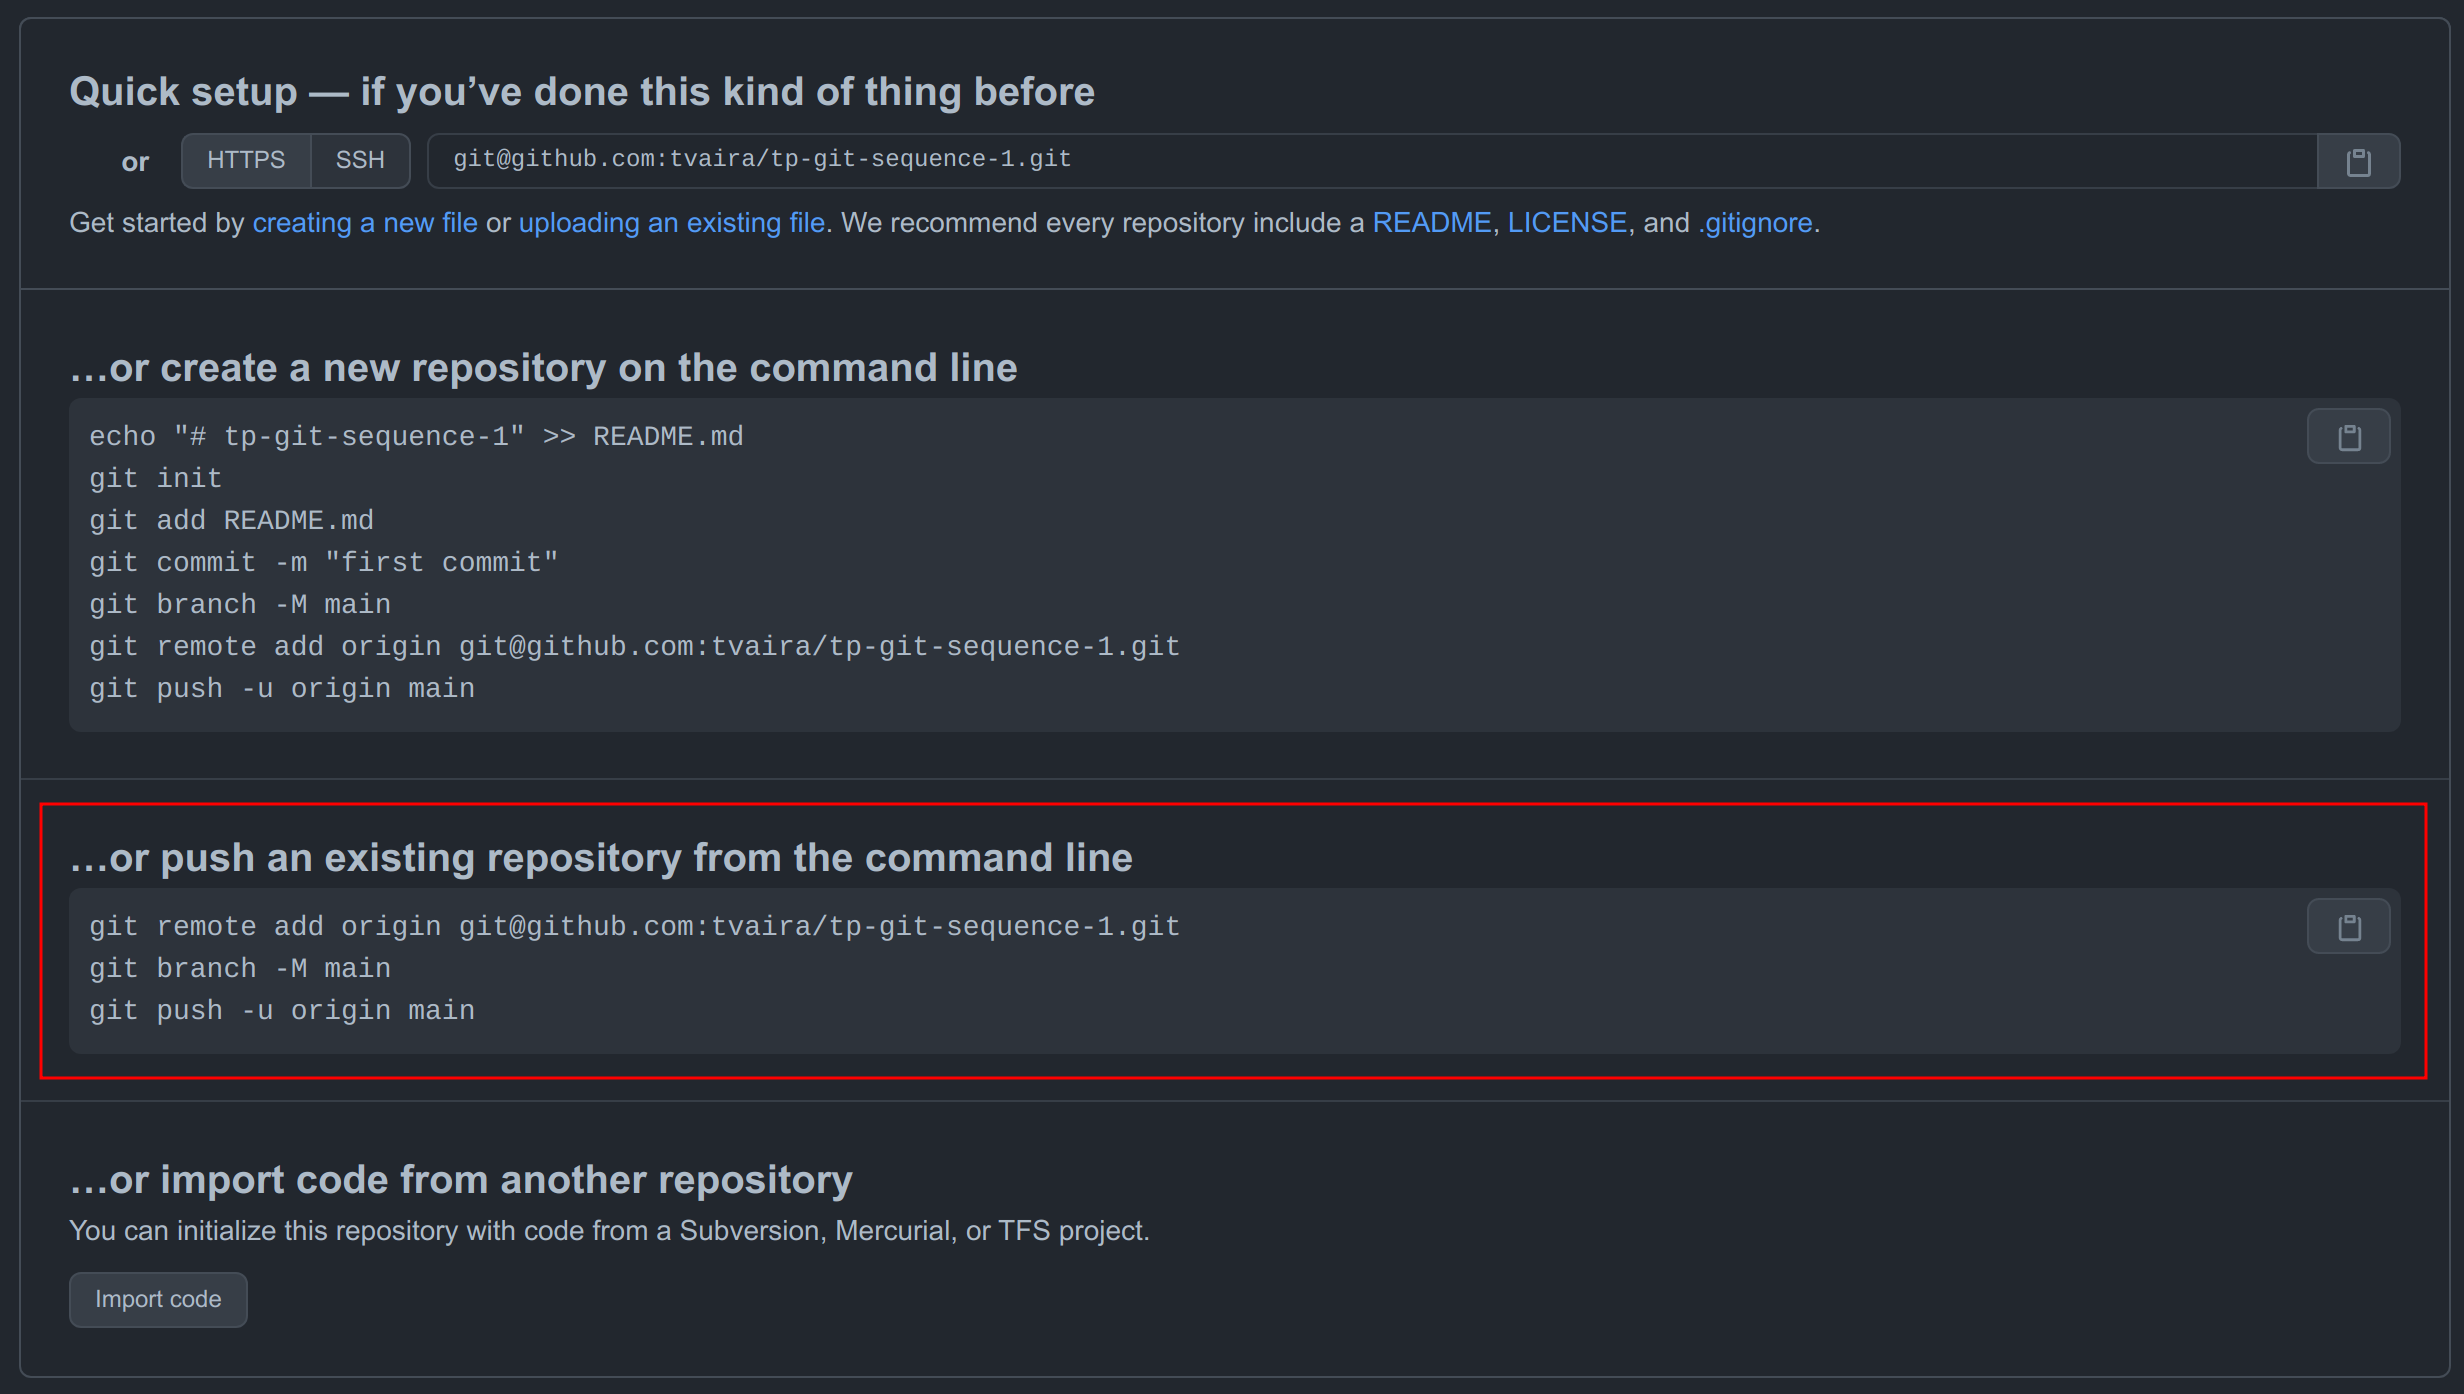 Quick setup — if you’ve done this kind of thing before
or HTTPS SSH git@github.com:tvaira/tp-git-sequence-1.git
Get started by creating a new file or uploading an existing file. We recommend every repository include a README, LICENSE, and .gitignore.
…or create a new repository on the command line
echo "# tp-git-sequence-1" >> README.md
git init
git add README.md
git commit -m "first commit"
git branch -M main
git remote add origin git@github.com:tvaira/tp-git-sequence-1.git
git push -u origin main
…or push an existing repository from the command line
git remote add origin git@github.com:tvaira/tp-git-sequence-1.git
git branch -M main
git push -u origin main
…or import code from another repository
You can initialize this repository with code from a Subversion, Mercurial, or TFS project.
Import code